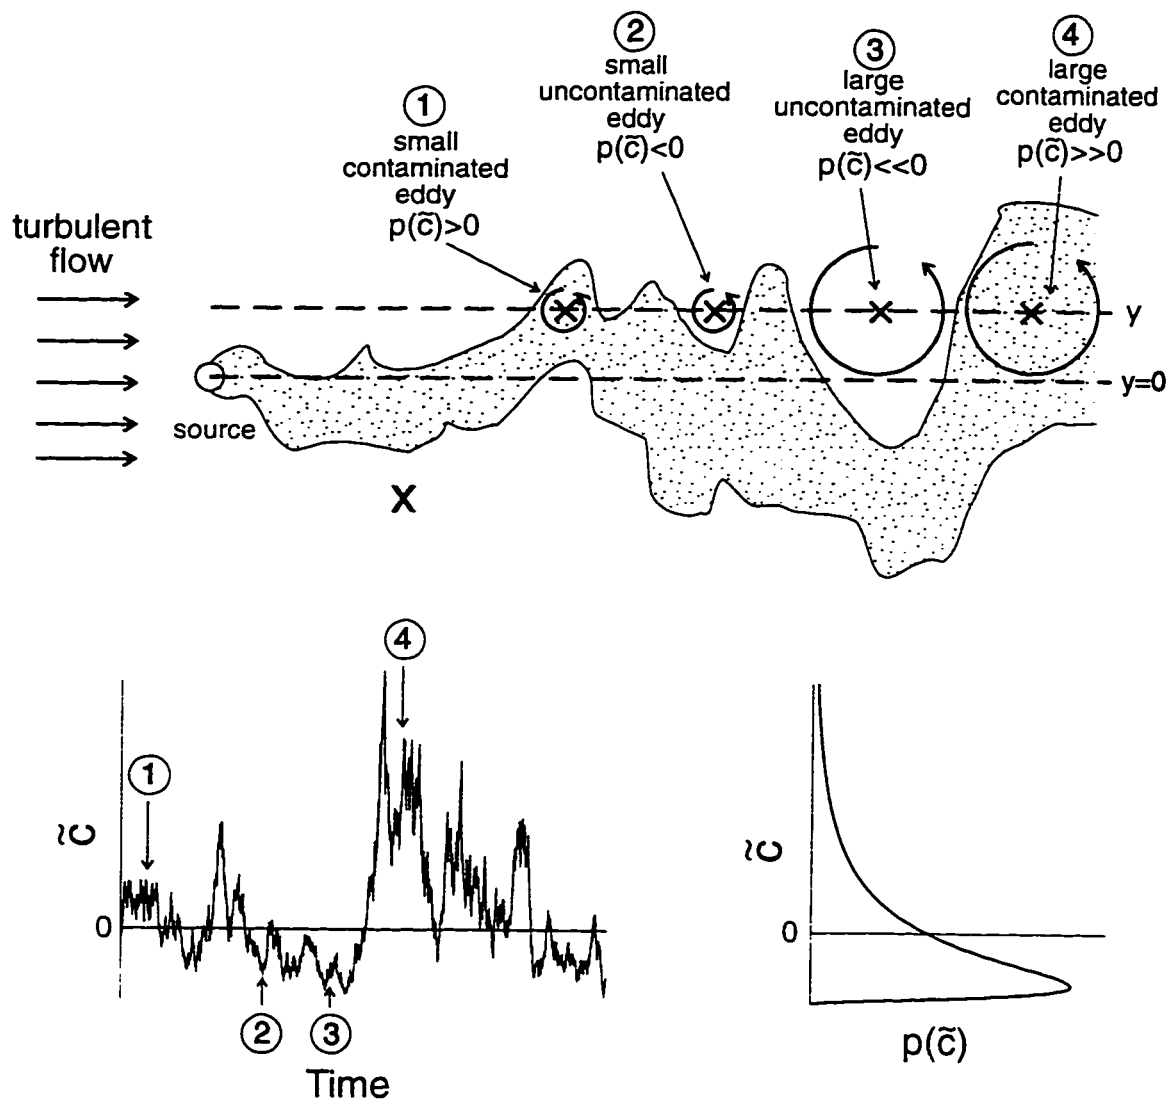 ①
small
contaminated
eddy
p(c̃)>0
②
small
uncontaminated
eddy
p(c̃)<0
③
large
uncontaminated
eddy
p(c̃)<<0
④
large
contaminated
eddy
p(c̃)>>0
turbulent
flow
y
y=0
source
X
①
④
c̃
0
②
③
Time
c̃
0
p(c̃)